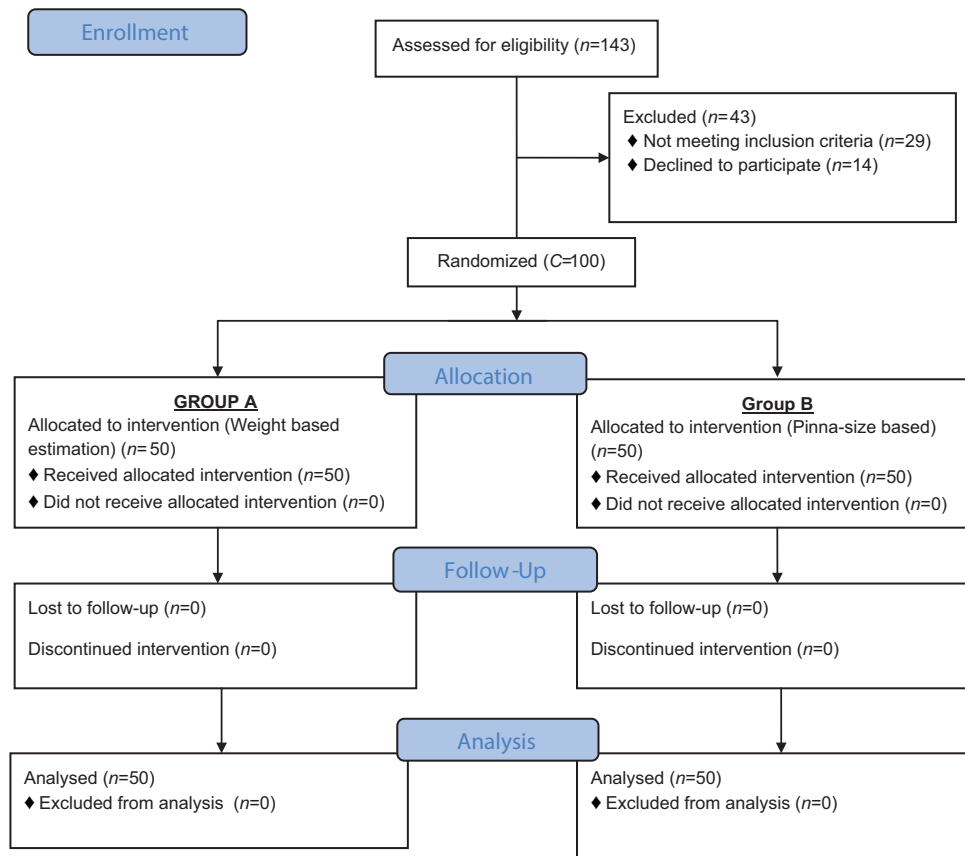 Enrollment
Assessed for eligibility (n=143)
Excluded (n=43)
♦ Not meeting inclusion criteria (n=29)
♦ Declined to participate (n=14)
Randomized (C=100)
Allocation
GROUP A
Allocated to intervention (Weight based
estimation) (n=50)
♦ Received allocated intervention (n=50)
♦ Did not receive allocated intervention (n=0)
Group B
Allocated to intervention (Pinna-size based)
(n=50)
♦ Received allocated intervention (n=50)
♦ Did not receive allocated intervention (n=0)
Follow-Up
Lost to follow-up (n=0)
Discontinued intervention (n=0)
Lost to follow-up (n=0)
Discontinued intervention (n=0)
Analysis
Analysed (n=50)
♦ Excluded from analysis (n=0)
Analysed (n=50)
♦ Excluded from analysis (n=0)